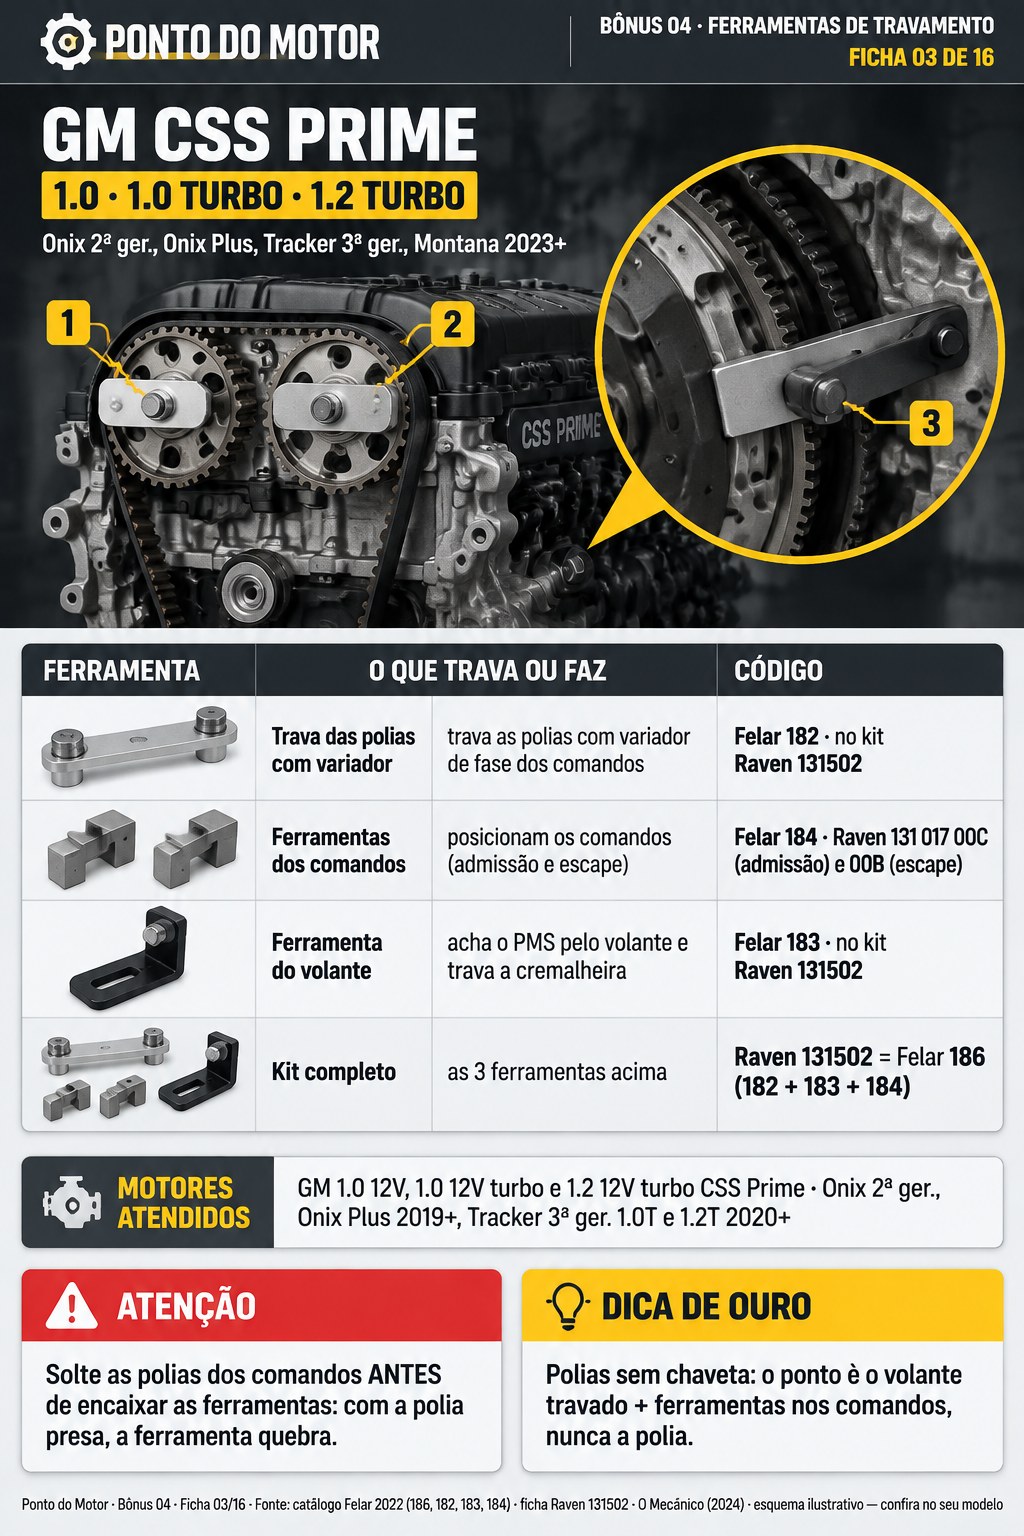 PONTO DO MOTOR
BÔNUS 04 · FERRAMENTAS DE TRAVAMENTO
FICHA 03 DE 16
GM CSS PRIME
1.0 · 1.0 TURBO · 1.2 TURBO
Onix 2ª ger., Onix Plus, Tracker 3ª ger., Montana 2023+
1
2
CSS PRIME
3
FERRAMENTA
O QUE TRAVA OU FAZ
CÓDIGO
Trava das polias
com variador
trava as polias com variador
de fase dos comandos
Felar 182 · no kit
Raven 131502
Ferramentas
dos comandos
posicionam os comandos
(admissão e escape)
Felar 184 · Raven 131 017 00C
(admissão) e 00B (escape)
Ferramenta
do volante
acha o PMS pelo volante e
trava a cremalheira
Felar 183 · no kit
Raven 131502
Kit completo
as 3 ferramentas acima
Raven 131502 = Felar 186
(182 + 183 + 184)
MOTORES
ATENDIDOS
GM 1.0 12V, 1.0 12V turbo e 1.2 12V turbo CSS Prime · Onix 2ª ger.,
Onix Plus 2019+, Tracker 3ª ger. 1.0T e 1.2T 2020+
ATENÇÃO
Solte as polias dos comandos ANTES
de encaixar as ferramentas: com a polia
presa, a ferramenta quebra.
DICA DE OURO
Polias sem chaveta: o ponto è o volante
travado + ferramentas nos comandos,
nunca a polia.
Ponto do Motor · Bônus 04 · Ficha 03/16 · Fonte: catálogo Felar 2022 (186, 182, 183, 184) · ficha Raven 131502 · O Mecánico (2024) · esquema ilustrativo — confira no seu modelo